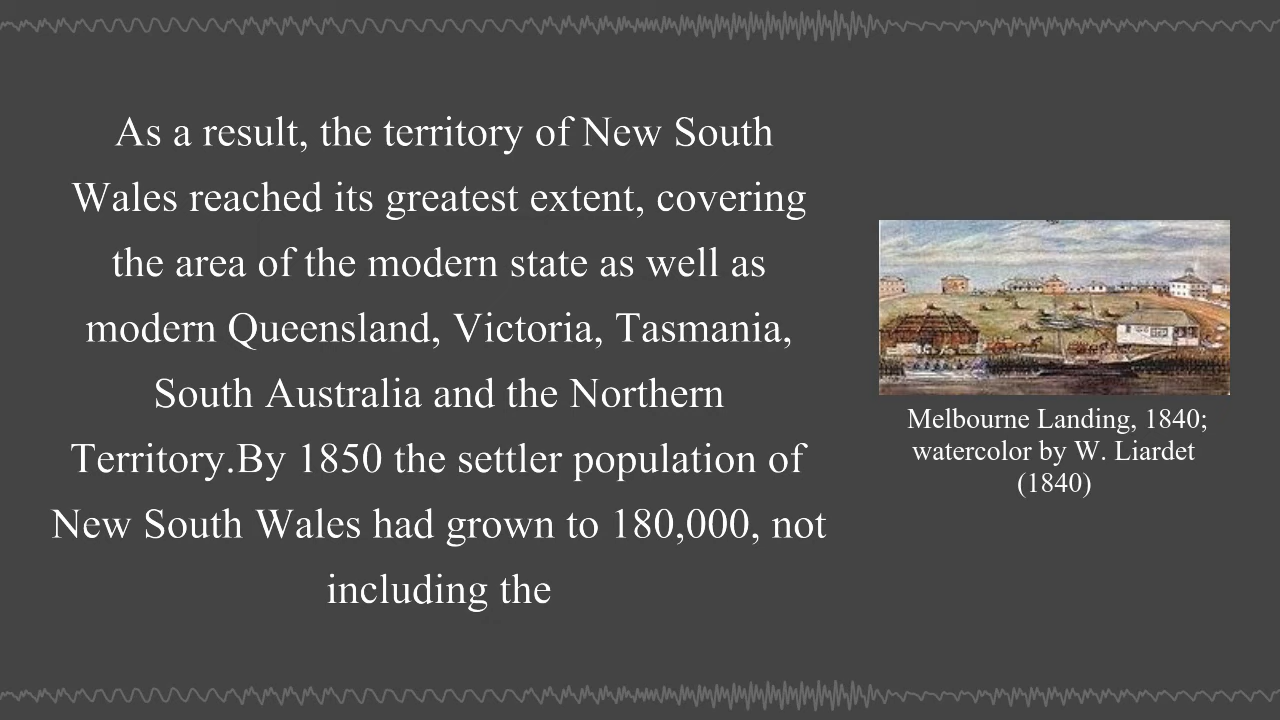 As a result, the territory of New South
Wales reached its greatest extent, covering
the area of the modern state as well as
modern Queensland, Victoria, Tasmania,
South Australia and the Northern
Territory.By 1850 the settler population of
New South Wales had grown to 180,000, not
including the
Melbourne Landing, 1840;
watercolor by W. Liardet
(1840)